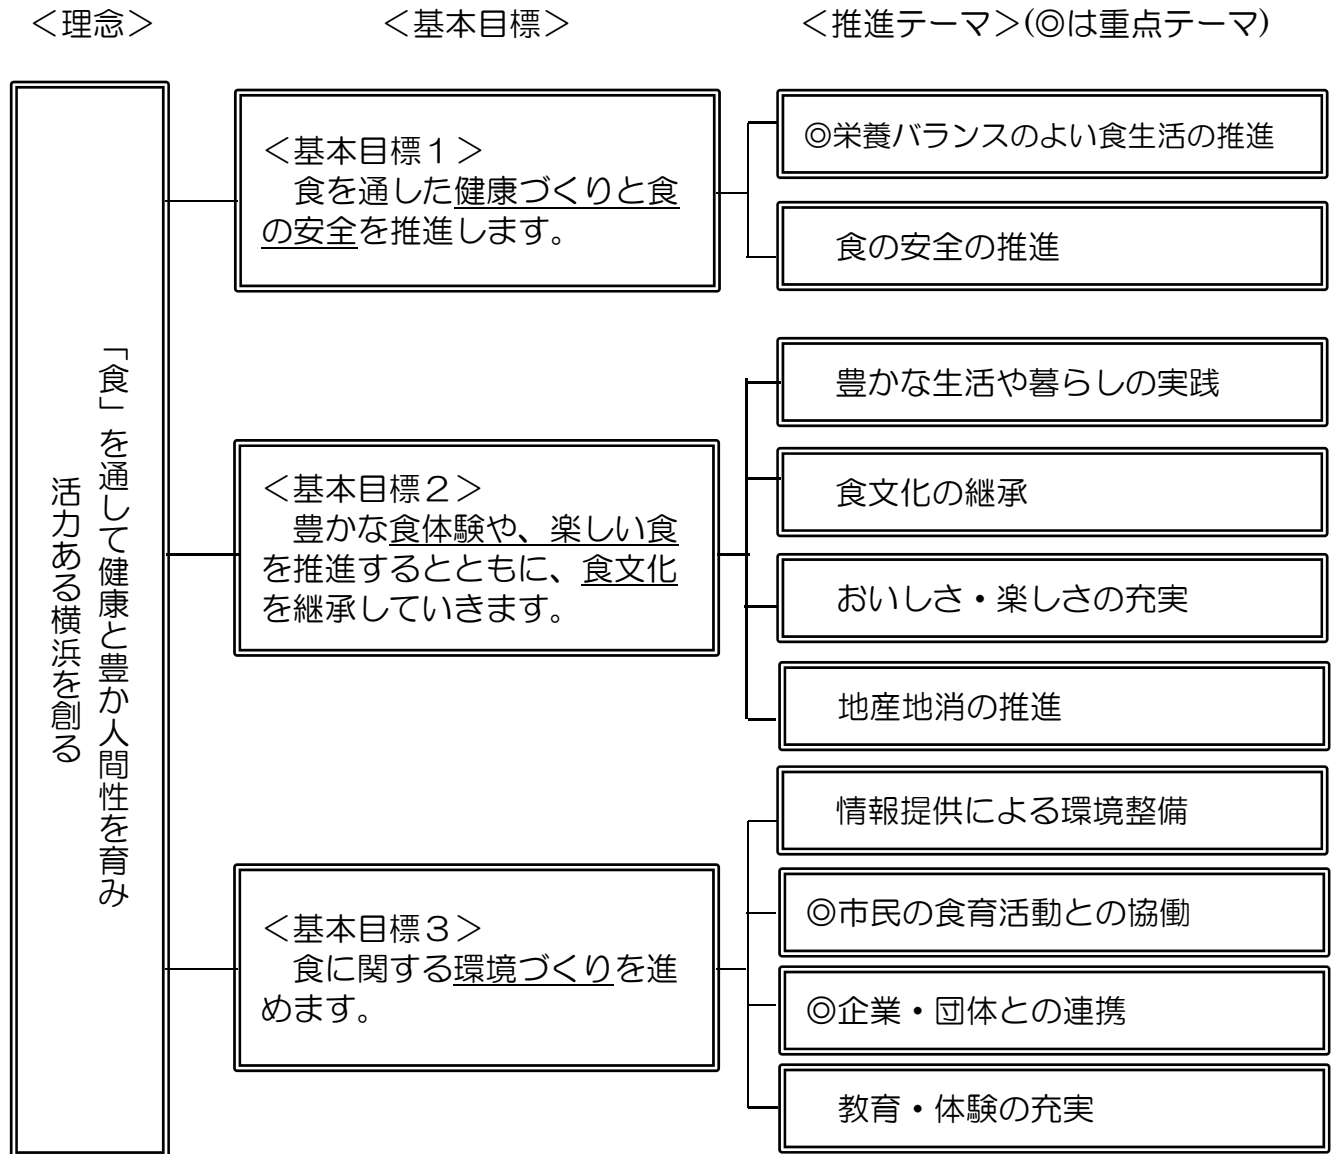 ＜理念＞
＜基本目標＞
＜推進テーマ＞(◎は重点テーマ)
「食」を通して健康と豊か人間性を育み
活力ある横浜を創る
＜基本目標１＞
食を通した健康づくりと食
の安全を推進します。
◎栄養バランスのよい食生活の推進
食の安全の推進
＜基本目標２＞
豊かな食体験や、楽しい食
を推進するとともに、食文化
を継承していきます。
豊かな生活や暮らしの実践
食文化の継承
おいしさ・楽しさの充実
地産地消の推進
＜基本目標３＞
食に関する環境づくりを進
めます。
情報提供による環境整備
◎市民の食育活動との協働
◎企業・団体との連携
教育・体験の充実